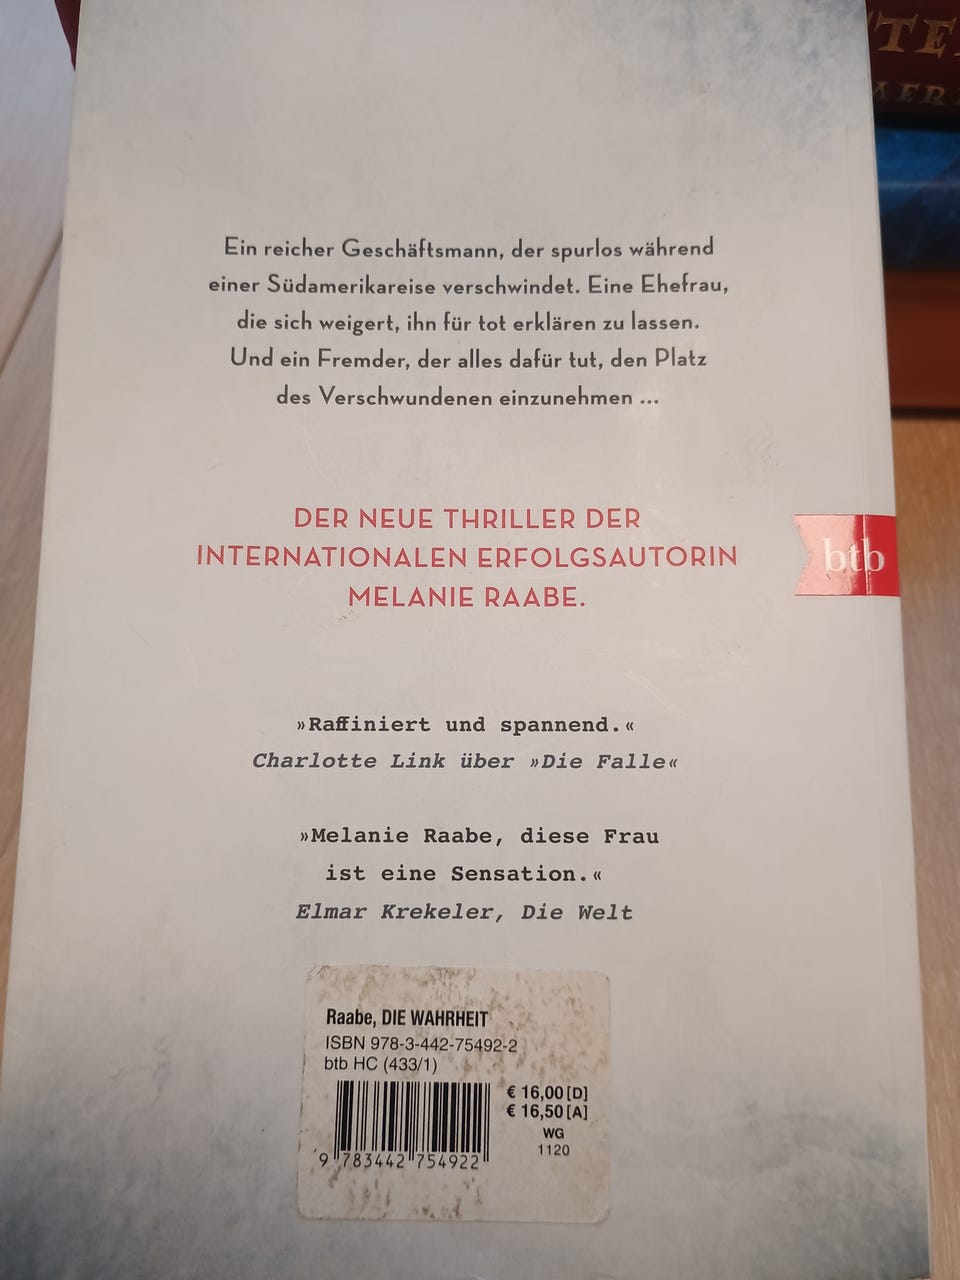 TE
MER
Ein reicher Geschäftsmann, der spurlos während
einer Südamerikareise verschwindet. Eine Ehefrau,
die sich weigert, ihn für tot erklären zu lassen.
Und ein Fremder, der alles dafür tut, den Platz
des Verschwundenen einzunehmen ...
DER NEUE THRILLER DER
INTERNATIONALEN ERFOLGSAUTORIN
MELANIE RAABE.
btb
»Raffiniert und spannend.«
Charlotte Link über »Die Falle«
»Melanie Raabe, diese Frau
ist eine Sensation.«
Elmar Krekeler, Die Welt
Raabe, DIE WAHRHEIT
ISBN 978-3-442-75492-2
btb HC (433/1)
€ 16,00 [D]
€ 16,50 [A]
WG
1120
9 783442 754922